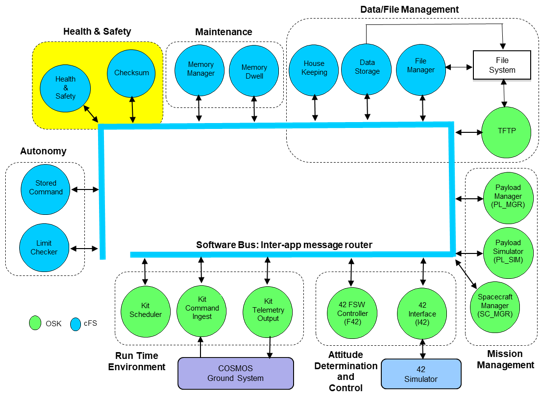 Data/File Management
Health & Safety
Maintenance
Health
&
Safety
Checksum
Memory
Manager
Memory
Dwell
House
Keeping
Data
Storage
File
Manager
File
System
TFTP
Autonomy
Stored
Command
Limit
Checker
Payload
Manager
(PL_MGR)
Payload
Simulator
(PL_SIM)
Spacecraft
Manager
(SC_MGR)
Software Bus: Inter-app message router
Kit
Scheduler
Kit
Command
Ingest
Kit
Telemetry
Output
42 FSW
Controller
(F42)
42
Interface
(I42)
OSK
cFS
Run Time
Environment
COSMOS
Ground System
Attitude
Determination
and
Control
42
Simulator
Mission
Management